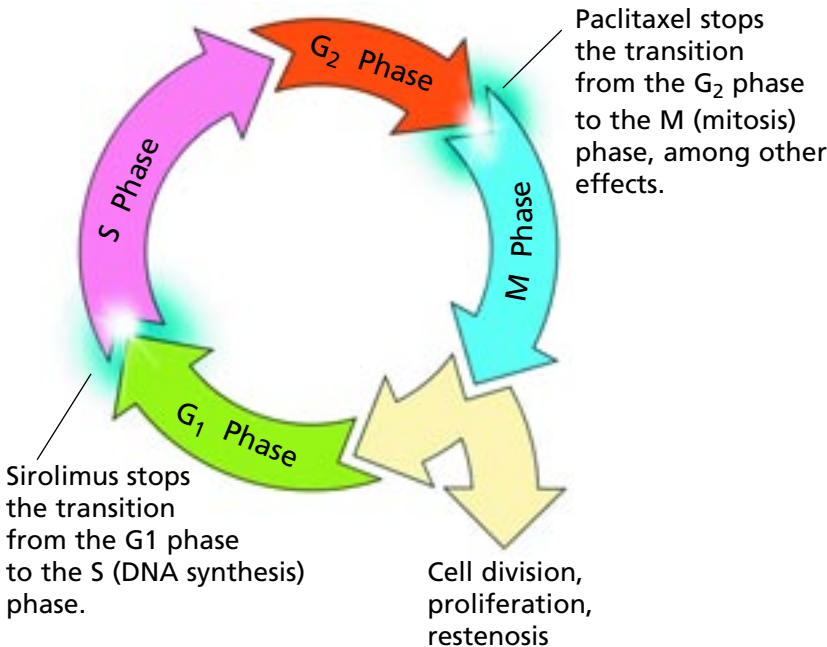 Paclitaxel stops
the transition
from the G₂ phase
to the M (mitosis)
phase, among other
effects.
G₂ Phase
S Phase
M Phase
G₁ Phase
Sirolimus stops
the transition
from the G1 phase
to the S (DNA synthesis)
phase.
Cell division,
proliferation,
restenosis